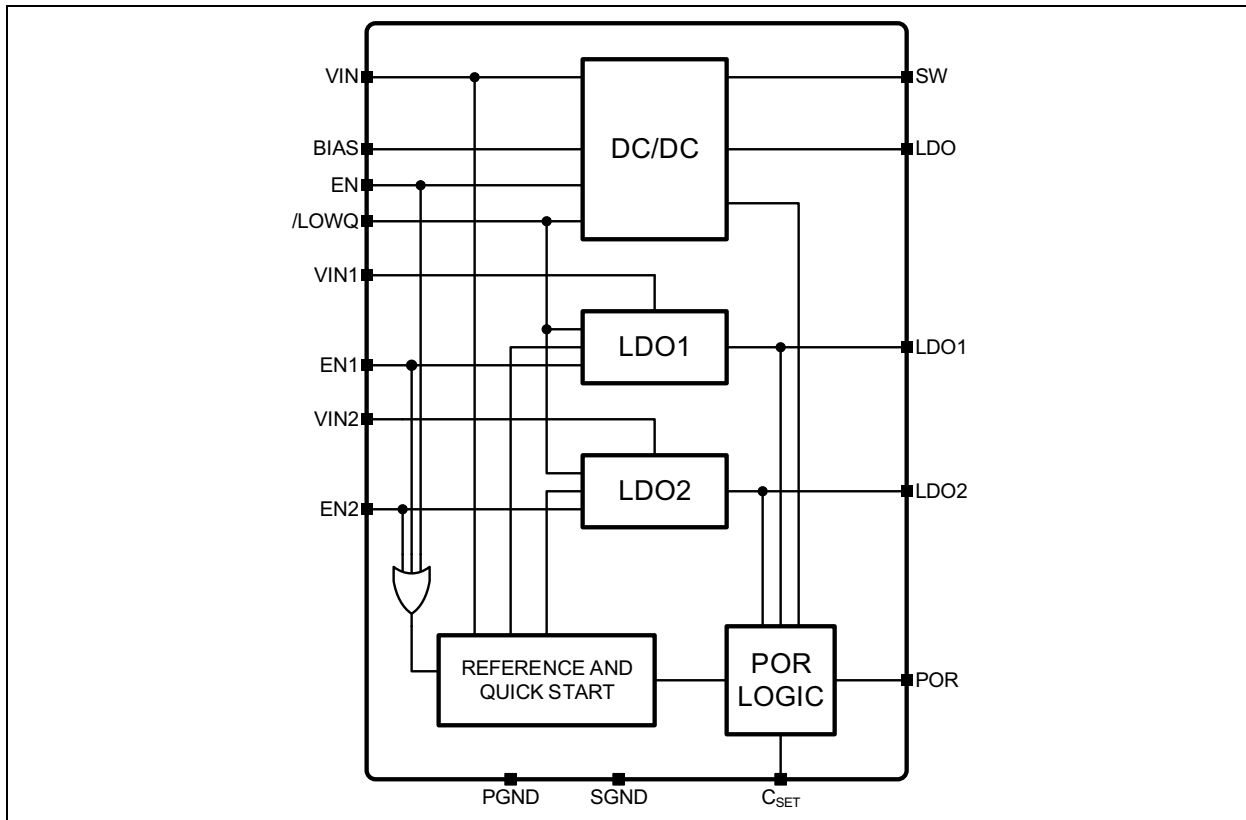 VIN
SW
BIAS
DC/DC
LDO
EN
/LOWQ
VIN1
LDO1
LDO1
EN1
VIN2
LDO2
LDO2
EN2
REFERENCE AND
QUICK START
POR
LOGIC
POR
PGND
SGND
CSET